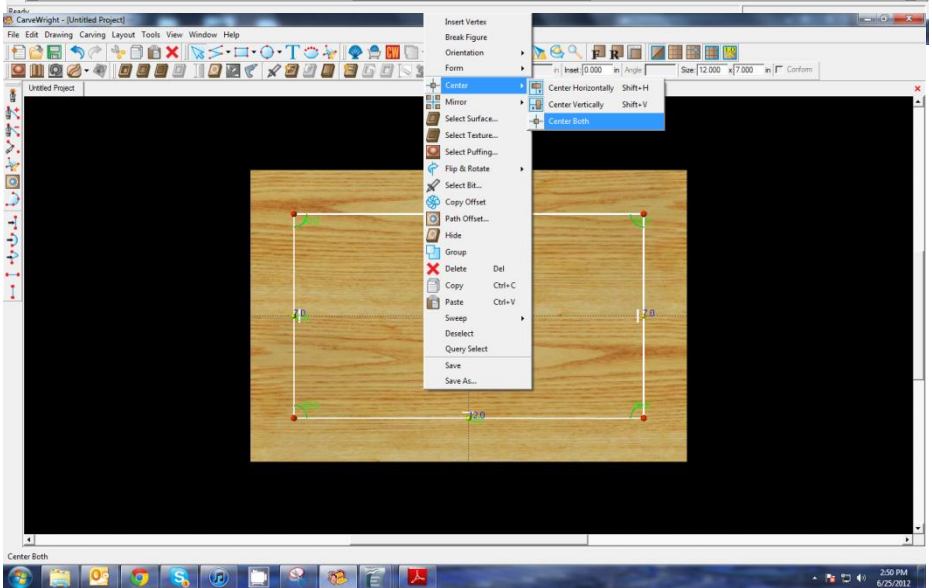 Ready
CarveWright - [Untitled Project]
File Edit Drawing Carving Layout Tools View Window Help
in Inset: 0.000 in Angle Size: 12.000 x 7.000 in Conform
Untitled Project
Insert Vertex
Break Figure
Orientation
Form
Center
Mirror
Select Surface...
Select Texture...
Select Puffing...
Flip & Rotate
Select Bit...
Copy Offset
Path Offset...
Hide
Group
Delete Del
Copy Ctrl+C
Paste Ctrl+V
Sweep
Deselect
Query Select
Save
Save As...
Center Horizontally Shift+H
Center Vertically Shift+V
Center Both
7.0
7.0
12.0
Center Both
2:50 PM
6/25/2012